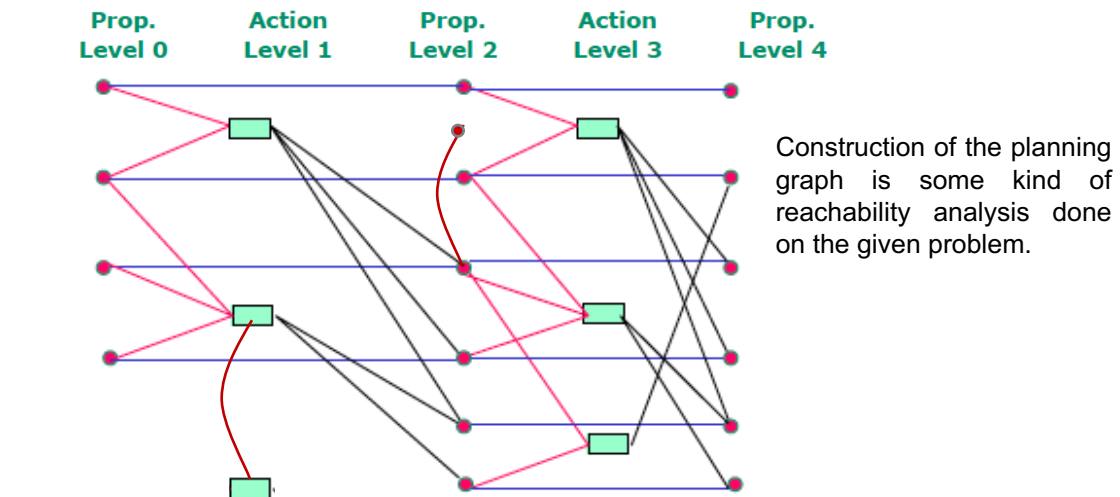 Prop. Action Prop. Action Prop.
Level 0 Level 1 Level 2 Level 3 Level 4
Construction of the planning
graph is some kind of
reachability analysis done
on the given problem.